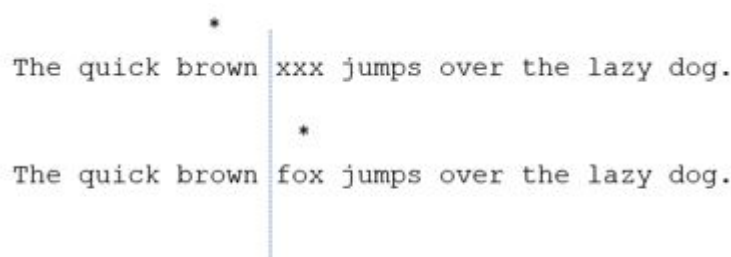 *
The quick brown xxx jumps over the lazy dog.
*
The quick brown fox jumps over the lazy dog.